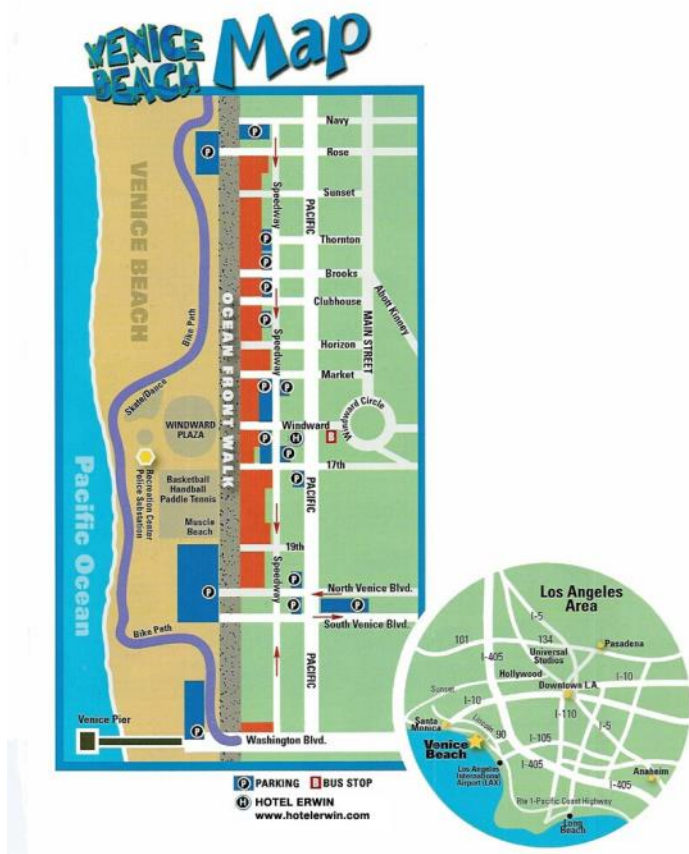 VENICE
BEACH
Map
Navy
Rose
Sunset
Thornton
Brooks
Clubhouse
Horizon
Market
Windward
17th
19th
North Venice Blvd.
South Venice Blvd.
Washington Blvd.
Speedway
Speedway
Speedway
PACIFIC
PACIFIC
PACIFIC
MAIN STREET
Abott Kinney
Windward Circle
OCEAN FRONT WALK
VENICE BEACH
Bike Path
Skate/Dance
WINDWARD
PLAZA
Recreation Center
Police Substation
Basketball
Handball
Paddle Tennis
Muscle
Beach
Pacific Ocean
Bike Path
Venice Pier
P
P
P
P
P
P
P
P
H
B
P
P
P
P
P
P
P
P
P PARKING
B BUS STOP
H HOTEL ERWIN
www.hotelerwin.com
Los Angeles
Area
I-5
101
134
Pasadena
Universal
Studios
I-405
Hollywood
I-10
Sunset
Downtown L.A.
I-10
I-110
Santa
Monica
Lincoln
90
I-5
I-105
Venice
Beach
I-405
Los Angeles
International
Airport (LAX)
Anaheim
I-405
Rte 1-Pacific Coast Highway
Long
Beach